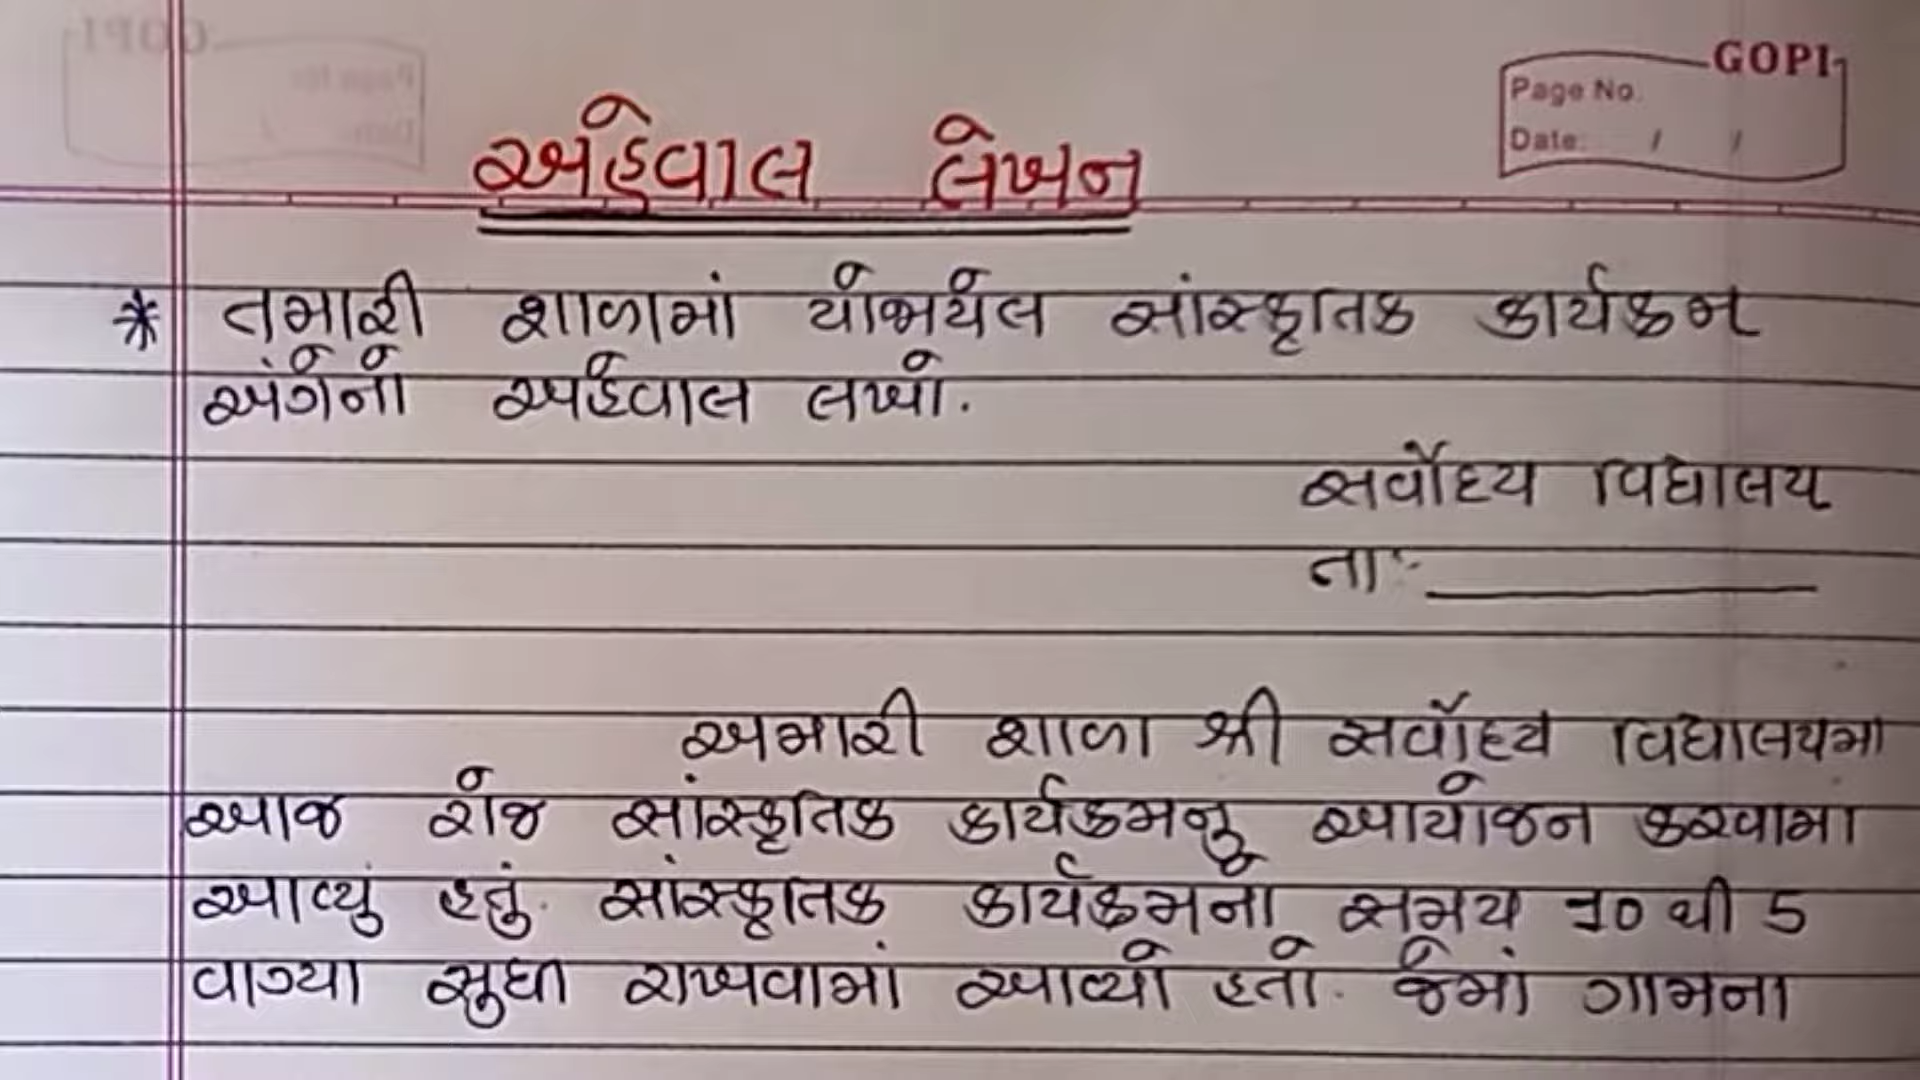 GOPI
Page No.
Date: / /
અહેવાલ લેખન
* તમારી શાળામાં યોજાયેલ સાંસ્કૃતિક કાર્યક્રમ
અંગેનો અહેવાલ લખો.
સર્વોદય વિદ્યાલય
તા:-
અમારી શાળા શ્રી સર્વોદય વિદ્યાલયમા
આજ રોજ સાંસ્કૃતિક કાર્યક્રમનુ આયોજન કરવામાં
આવ્યું હતું. સાંસ્કૃતિક કાર્યક્રમનો સમય 10 થી 5
વાગ્યા સુધી રાખવામાં આવ્યો હતો. જેમાં ગામના